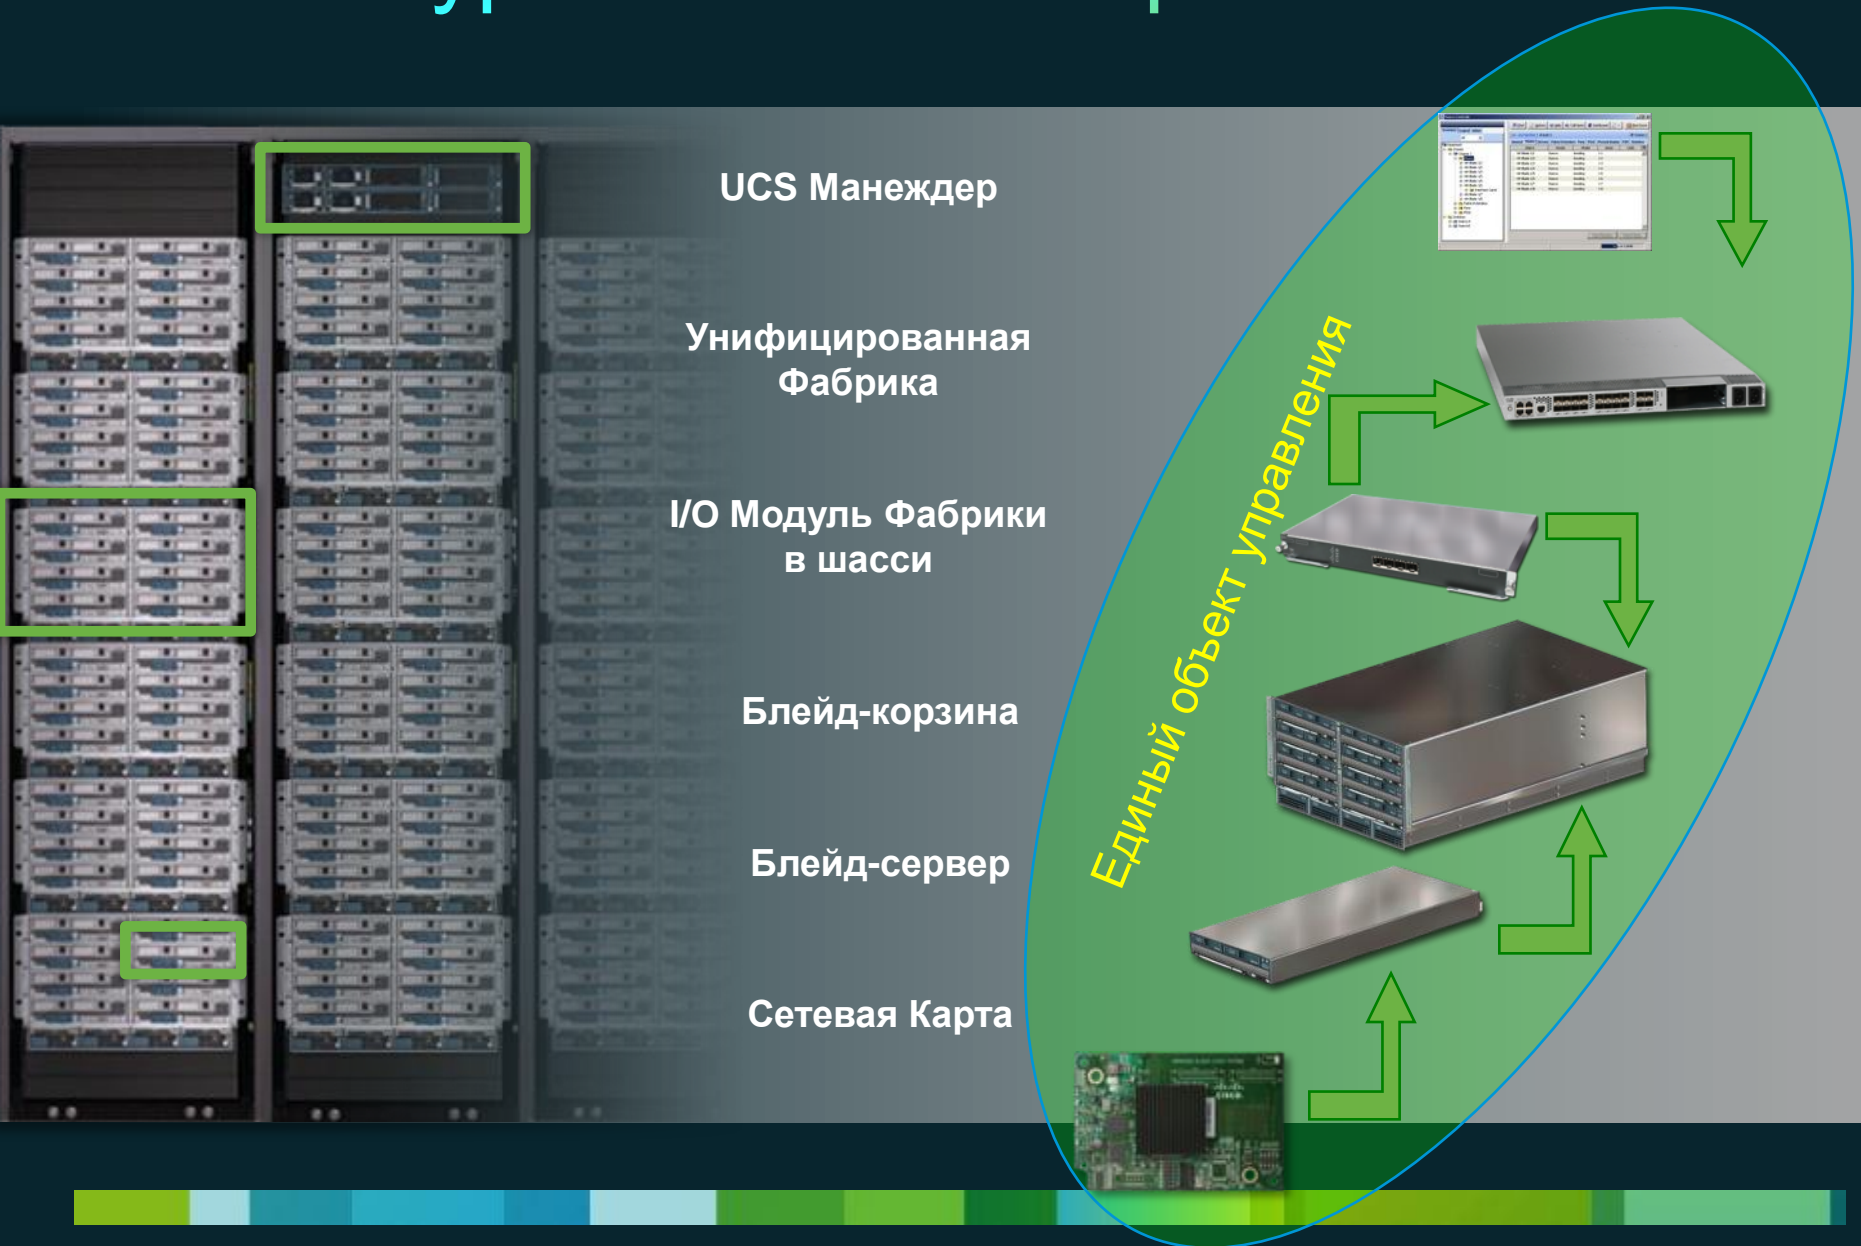 UCS Манеждер
Унифицированная
Фабрика
I/O Модуль Фабрики
в шасси
Блейд-корзина
Блейд-сервер
Сетевая Карта
Единый объект управления